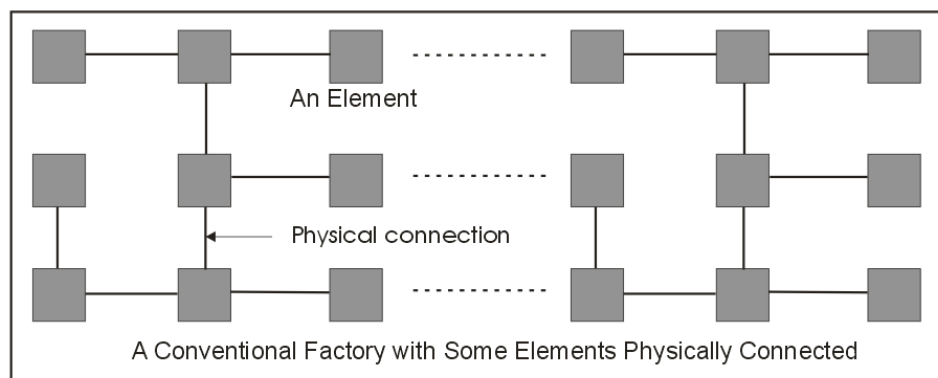 An Element
Physical connection
A Conventional Factory with Some Elements Physically Connected